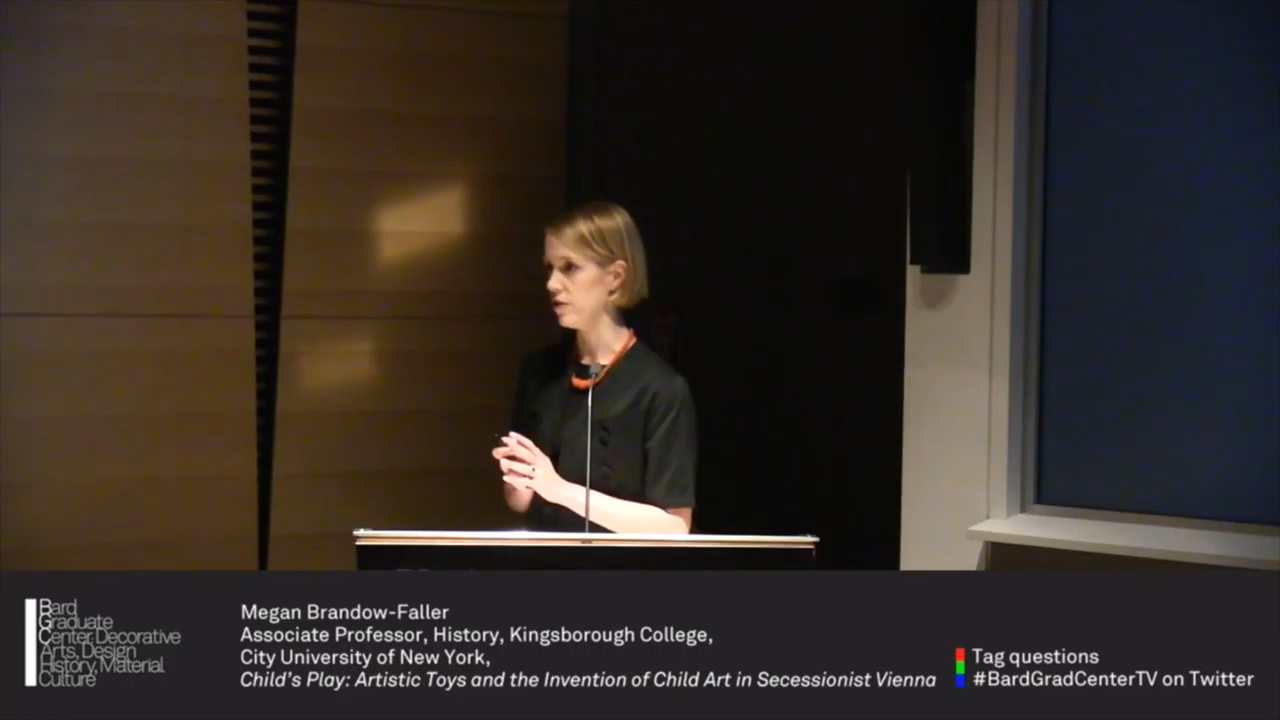 Bard
Graduate
Center Decorative
Arts, Design
History, Material
Culture
Megan Brandow-Faller
Associate Professor, History, Kingsborough College,
City University of New York,
Child's Play: Artistic Toys and the Invention of Child Art in Secessionist Vienna
Tag questions
#BardGradCenterTV on Twitter